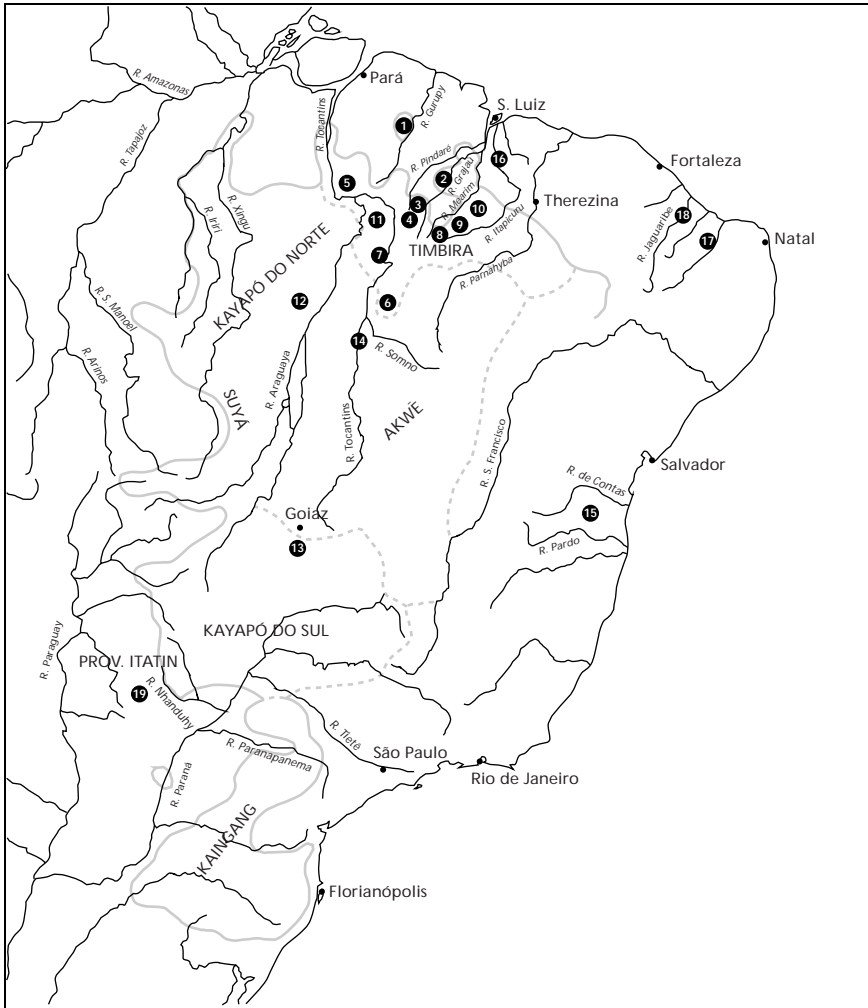 Pará
R. Amazonas
R. Tocantins
R. Gurupy
S. Luiz
1
R. Tapajoz
R. Pindaré
16
Fortaleza
2
R. Grajaú
5
R. Xingu
3
R. Mearim
10
Therezina
18
R. Iriri
11
4
9
8
R. Itapicuru
R. Jaguaribe
17
Natal
KAYAPÓ DO NORTE
TIMBIRA
7
R. Parnahyba
R. S. Manoel
12
6
14
R. Somno
R. Arinos
R. Araguaya
SUYÁ
AKWẼ
R. Tocantins
R. S. Francisco
Salvador
R. de Contas
Goiaz
15
13
R. Pardo
KAYAPÓ DO SUL
R. Paraguay
PROV. ITATIN
19
R. Nhanduhy
R. Tietê
R. Paranapanema
São Paulo
Rio de Janeiro
R. Paraná
KAINGANG
Florianópolis